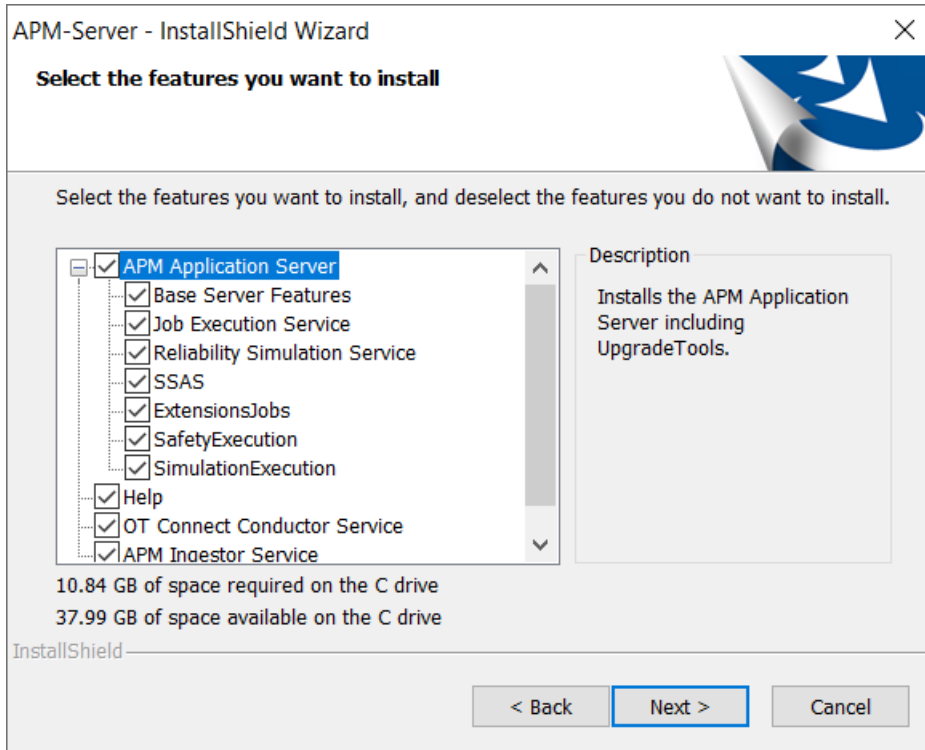 APM-Server - InstallShield Wizard
Select the features you want to install
Select the features you want to install, and deselect the features you do not want to install.
APM Application Server
Base Server Features
Job Execution Service
Reliability Simulation Service
SSAS
ExtensionsJobs
SafetyExecution
SimulationExecution
Help
OT Connect Conductor Service
APM Ingestor Service
Description
Installs the APM Application
Server including
UpgradeTools.
10.84 GB of space required on the C drive
37.99 GB of space available on the C drive
InstallShield
< Back
Next >
Cancel